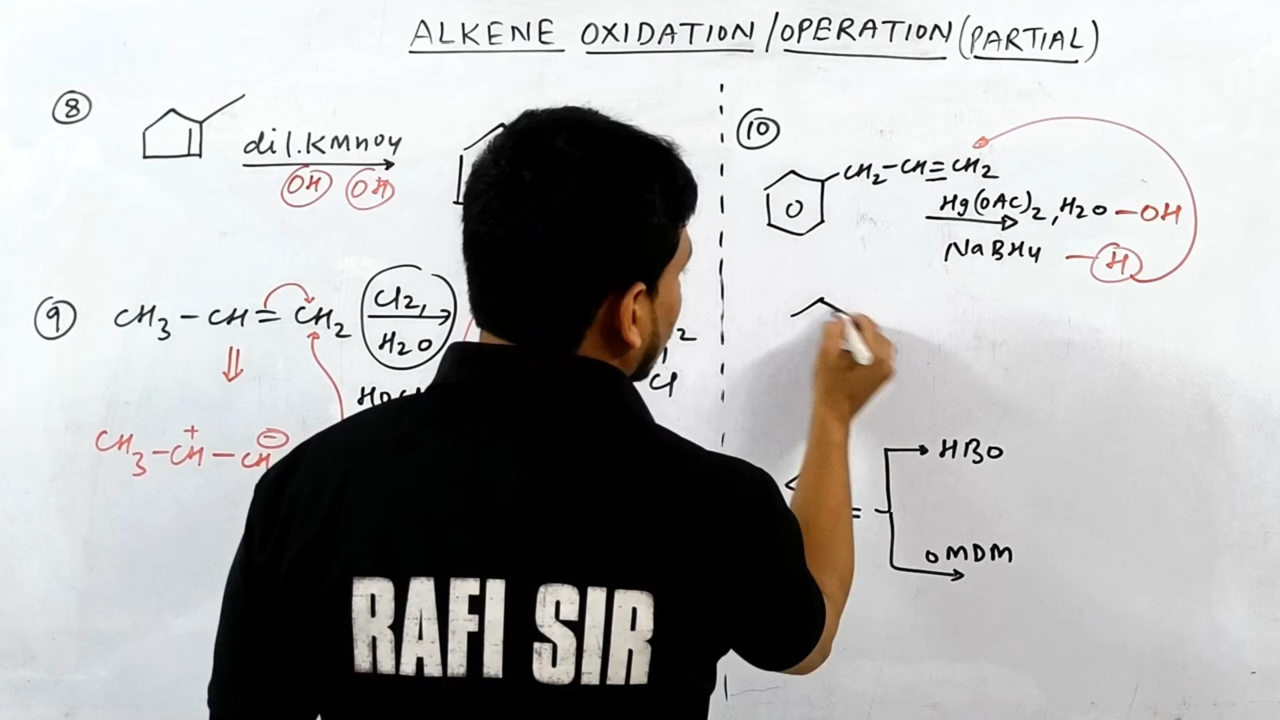 ALKENE OXIDATION/OPERATION(PARTIAL)
⑧
dil.KMnO4
OH OH
⑨ CH3-CH=CH2
Cl2,
H2O
⇓
CH3-CH+-CH⊖
Cl
⑩
CH2-CH=CH2
Hg(OAC)2,H2O -OH
NaBH4 -H
HBO
OMDM
RAFI SIR